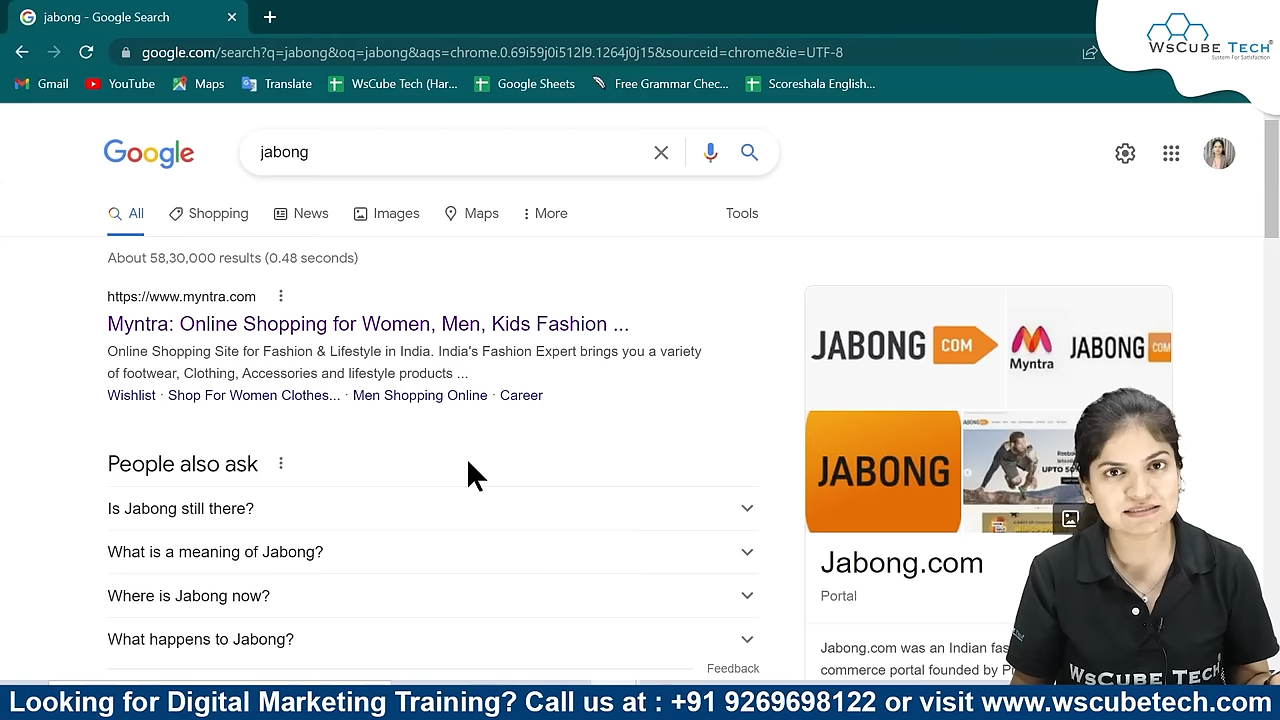 jabong - Google Search
google.com/search?q=jabong&oq=jabong&aqs=chrome.0.69i59j0i512l9.1264j0j15&sourceid=chrome&ie=UTF-8
Gmail YouTube Maps Translate WsCube Tech (Har... Google Sheets Free Grammar Chec... Scoreshala English...
WsCube Tech®
System For Satisfaction
Google jabong
All Shopping News Images Maps More Tools
About 58,30,000 results (0.48 seconds)
https://www.myntra.com
Myntra: Online Shopping for Women, Men, Kids Fashion ...
Online Shopping Site for Fashion & Lifestyle in India. India's Fashion Expert brings you a variety
of footwear, Clothing, Accessories and lifestyle products
Wishlist · Shop For Women Clothes... · Men Shopping Online · Career
People also ask
Is Jabong still there?
What is a meaning of Jabong?
Where is Jabong now?
What happens to Jabong?
Feedback
JABONG COM
Myntra
JABONG COM
JABONG
UPTO 50
Jabong.com
Portal
Jabong.com was an Indian fas
commerce portal founded by P
WsCube Tech
Looking for Digital Marketing Training? Call us at : +91 9269698122 or visit www.wscubetech.com